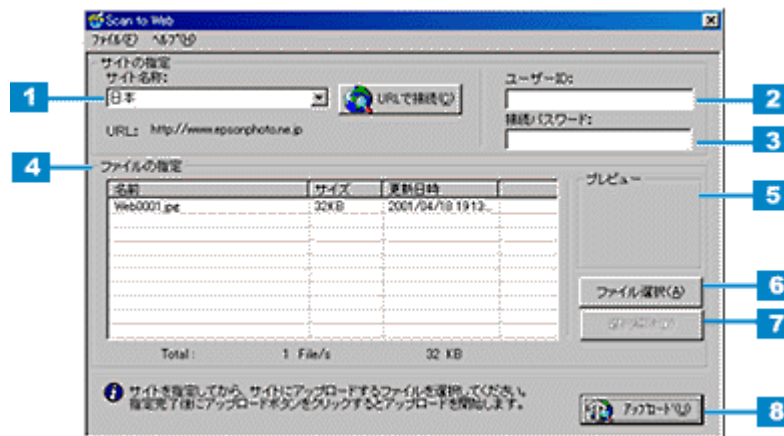 Scan to Web
ファイル(F) ヘルプ(H)
サイトの指定
サイト名称:
日本
URLで接続(C)
URL: http://www.epsonphoto.ne.jp
ユーザーID:
接続パスワード:
1
2
3
4
ファイルの指定
名前 サイズ 更新日時
Web0001.jpg 32KB 2001/04/18 19:13:...
プレビュー
5
ファイル選択(A)
6
7
Total: 1 File/s 32 KB
サイトを指定してから、サイトにアップロードするファイルを選択してください。
指定完了後にアップロードボタンをクリックするとアップロードを開始します。
アップロード(U)
8